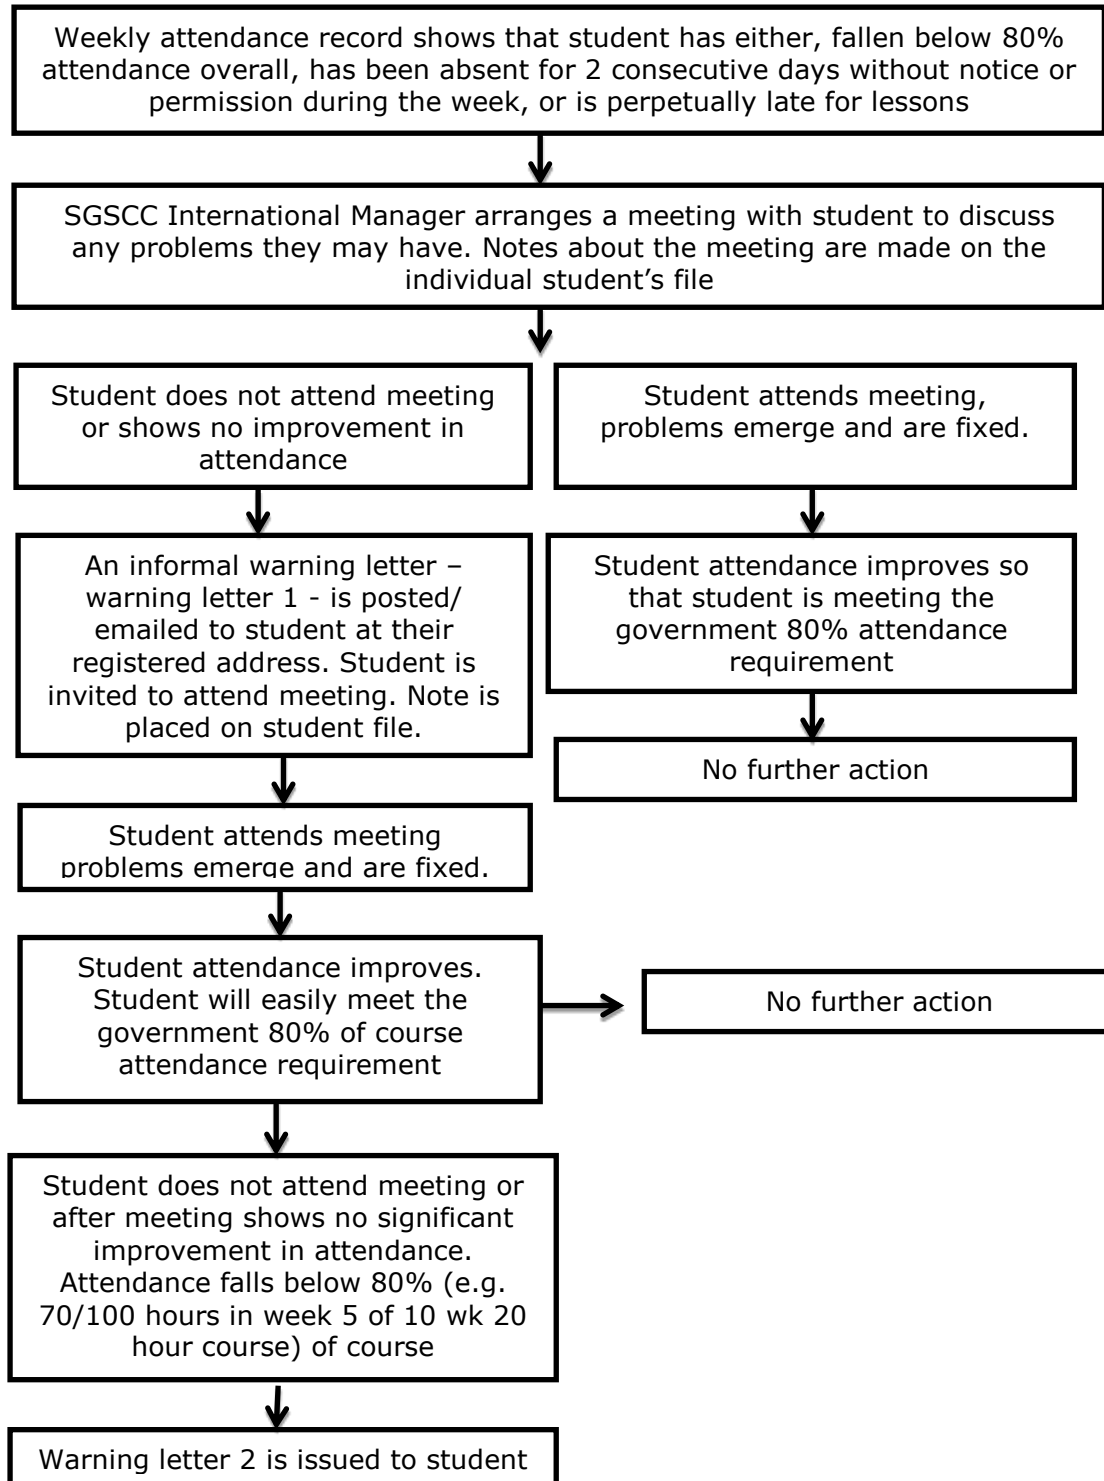 Weekly attendance record shows that student has either, fallen below 80%
attendance overall, has been absent for 2 consecutive days without notice or
permission during the week, or is perpetually late for lessons
SGSCC International Manager arranges a meeting with student to discuss
any problems they may have. Notes about the meeting are made on the
individual student’s file
Student does not attend meeting
or shows no improvement in
attendance
Student attends meeting,
problems emerge and are fixed.
An informal warning letter –
warning letter 1 - is posted/
emailed to student at their
registered address. Student is
invited to attend meeting. Note is
placed on student file.
Student attendance improves so
that student is meeting the
government 80% attendance
requirement
No further action
Student attends meeting
problems emerge and are fixed.
Student attendance improves.
Student will easily meet the
government 80% of course
attendance requirement
No further action
Student does not attend meeting or
after meeting shows no significant
improvement in attendance.
Attendance falls below 80% (e.g.
70/100 hours in week 5 of 10 wk 20
hour course) of course
Warning letter 2 is issued to student